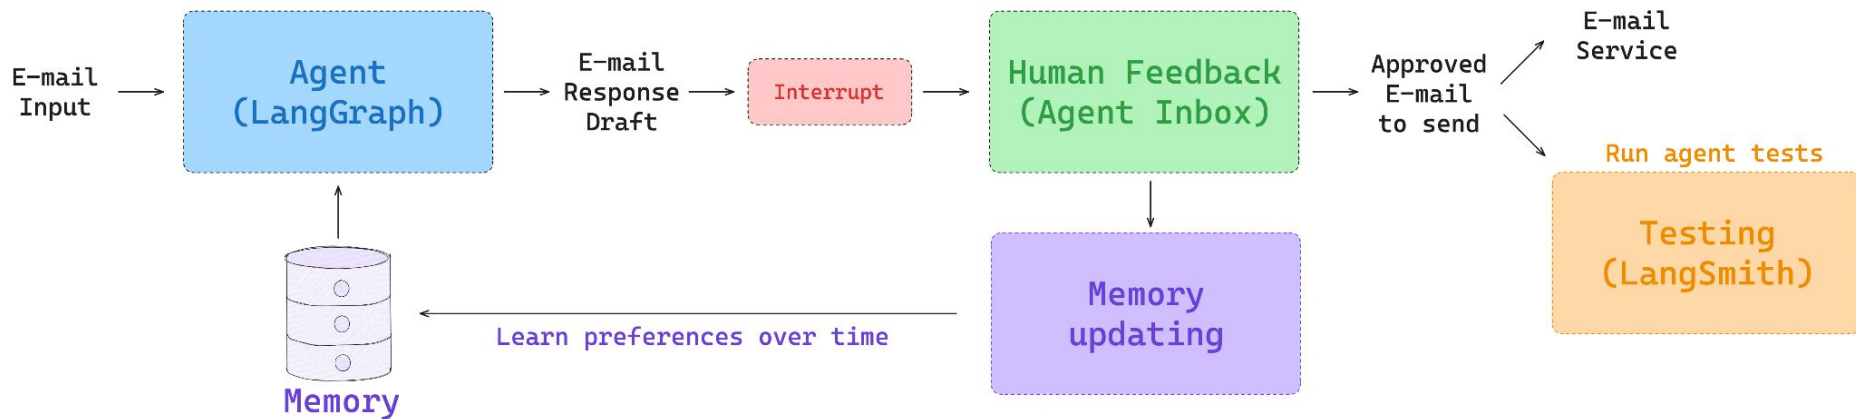 E-mail
Input
Agent
(LangGraph)
E-mail
Response
Draft
Interrupt
Human Feedback
(Agent Inbox)
Approved
E-mail
to send
E-mail
Service
Run agent tests
Testing
(LangSmith)
Memory
updating
Learn preferences over time
Memory